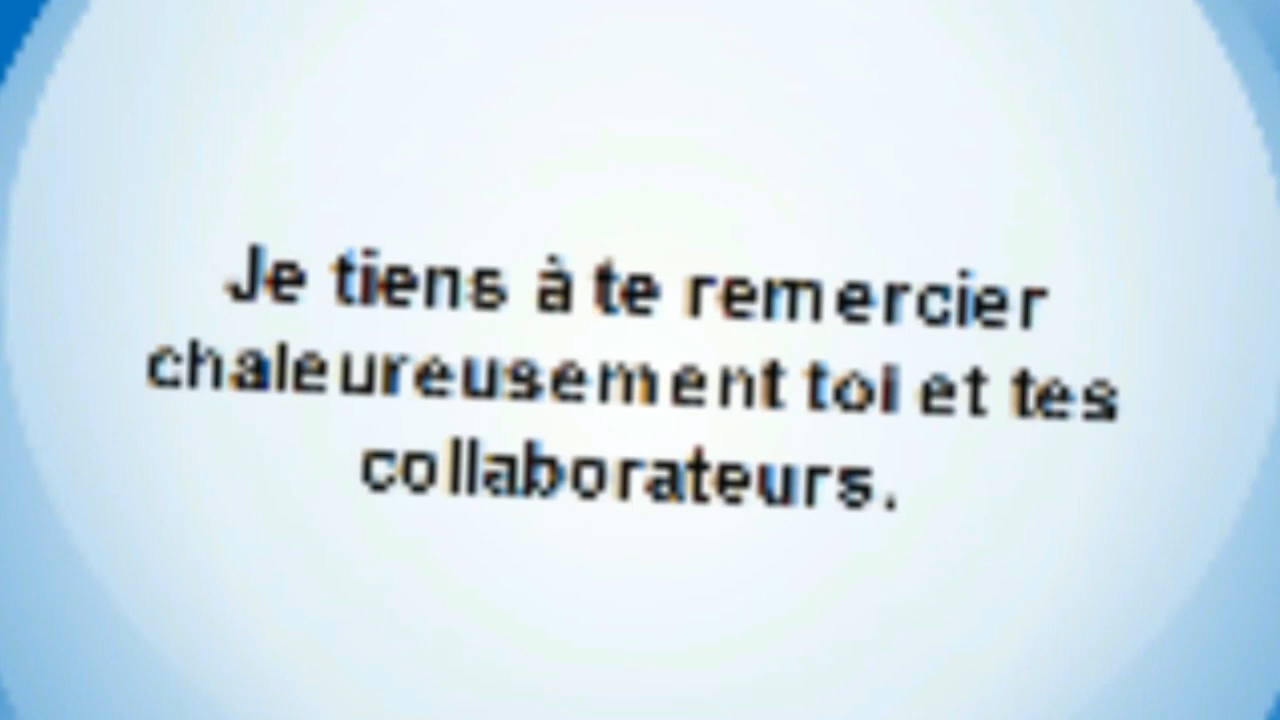 Je tiens à te remercier
chaleureusement toi et tes
collaborateurs.